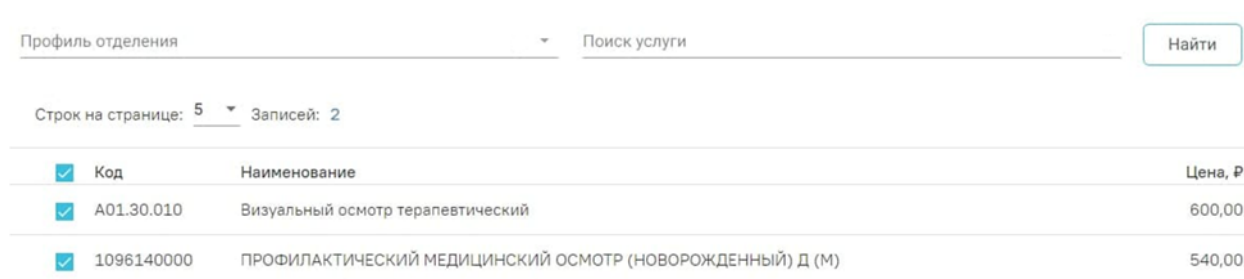 Профиль отделения Поиск услуги Найти
Строк на странице: 5 Записей: 2
Код Наименование Цена, ₽
A01.30.010 Визуальный осмотр терапевтический 600,00
1096140000 ПРОФИЛАКТИЧЕСКИЙ МЕДИЦИНСКИЙ ОСМОТР (НОВОРОЖДЕННЫЙ) Д (М) 540,00